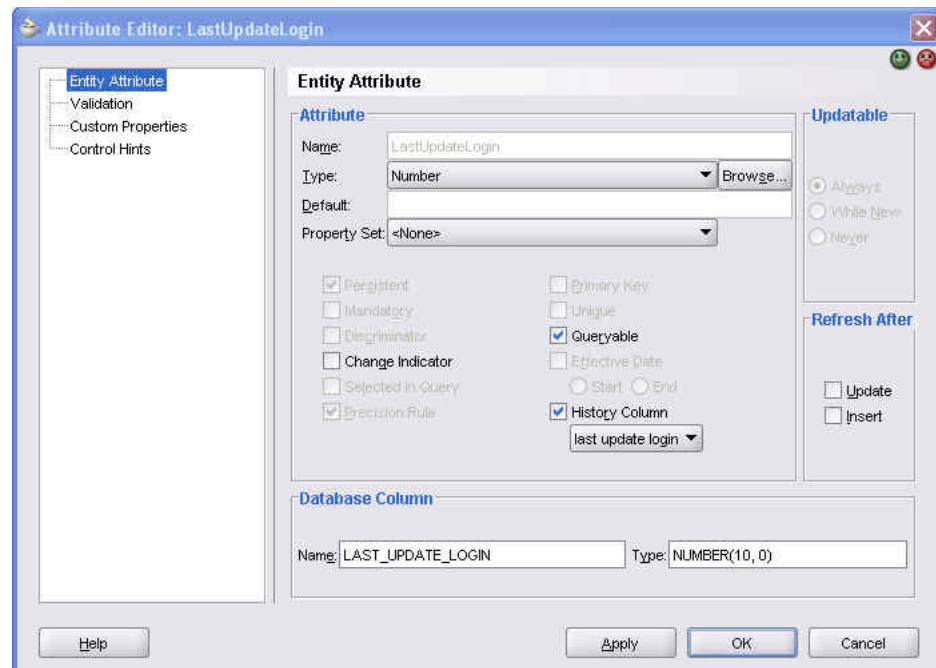 Attribute Editor: LastUpdateLogin
Entity Attribute
Validation
Custom Properties
Control Hints
Entity Attribute
Attribute
Name: LastUpdateLogin
Type: Number Browse...
Default:
Property Set: <None>
Persistent Primary Key
Mandatory Unique
Discriminator Queryable
Change Indicator Effective Date
Selected in Query Start End
Precision Rule History Column
last update login
Updatable
Always
While New
Never
Refresh After
Update
Insert
Database Column
Name: LAST_UPDATE_LOGIN Type: NUMBER(10, 0)
Help Apply OK Cancel